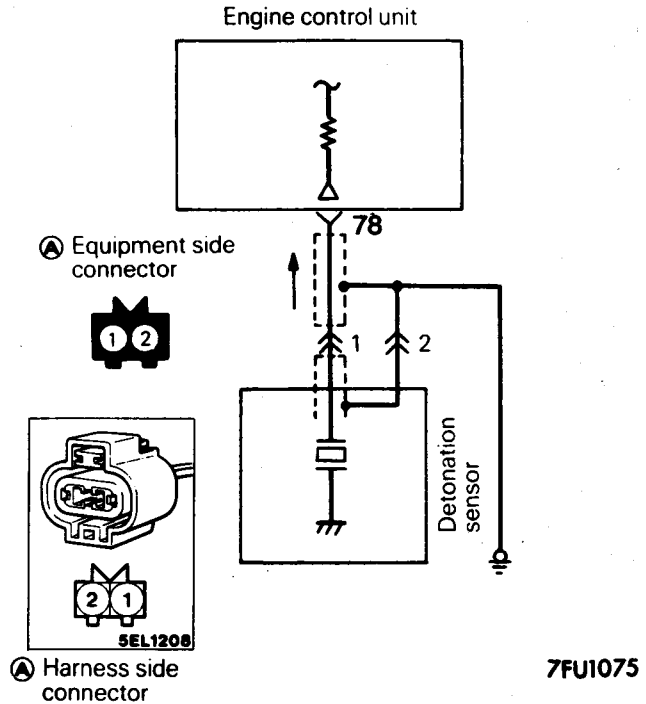 Engine control unit
78
Ⓐ Equipment side
connector
1 2
1
2
Detonation
sensor
2 1
5EL1208
Ⓐ Harness side
connector
7FU1075